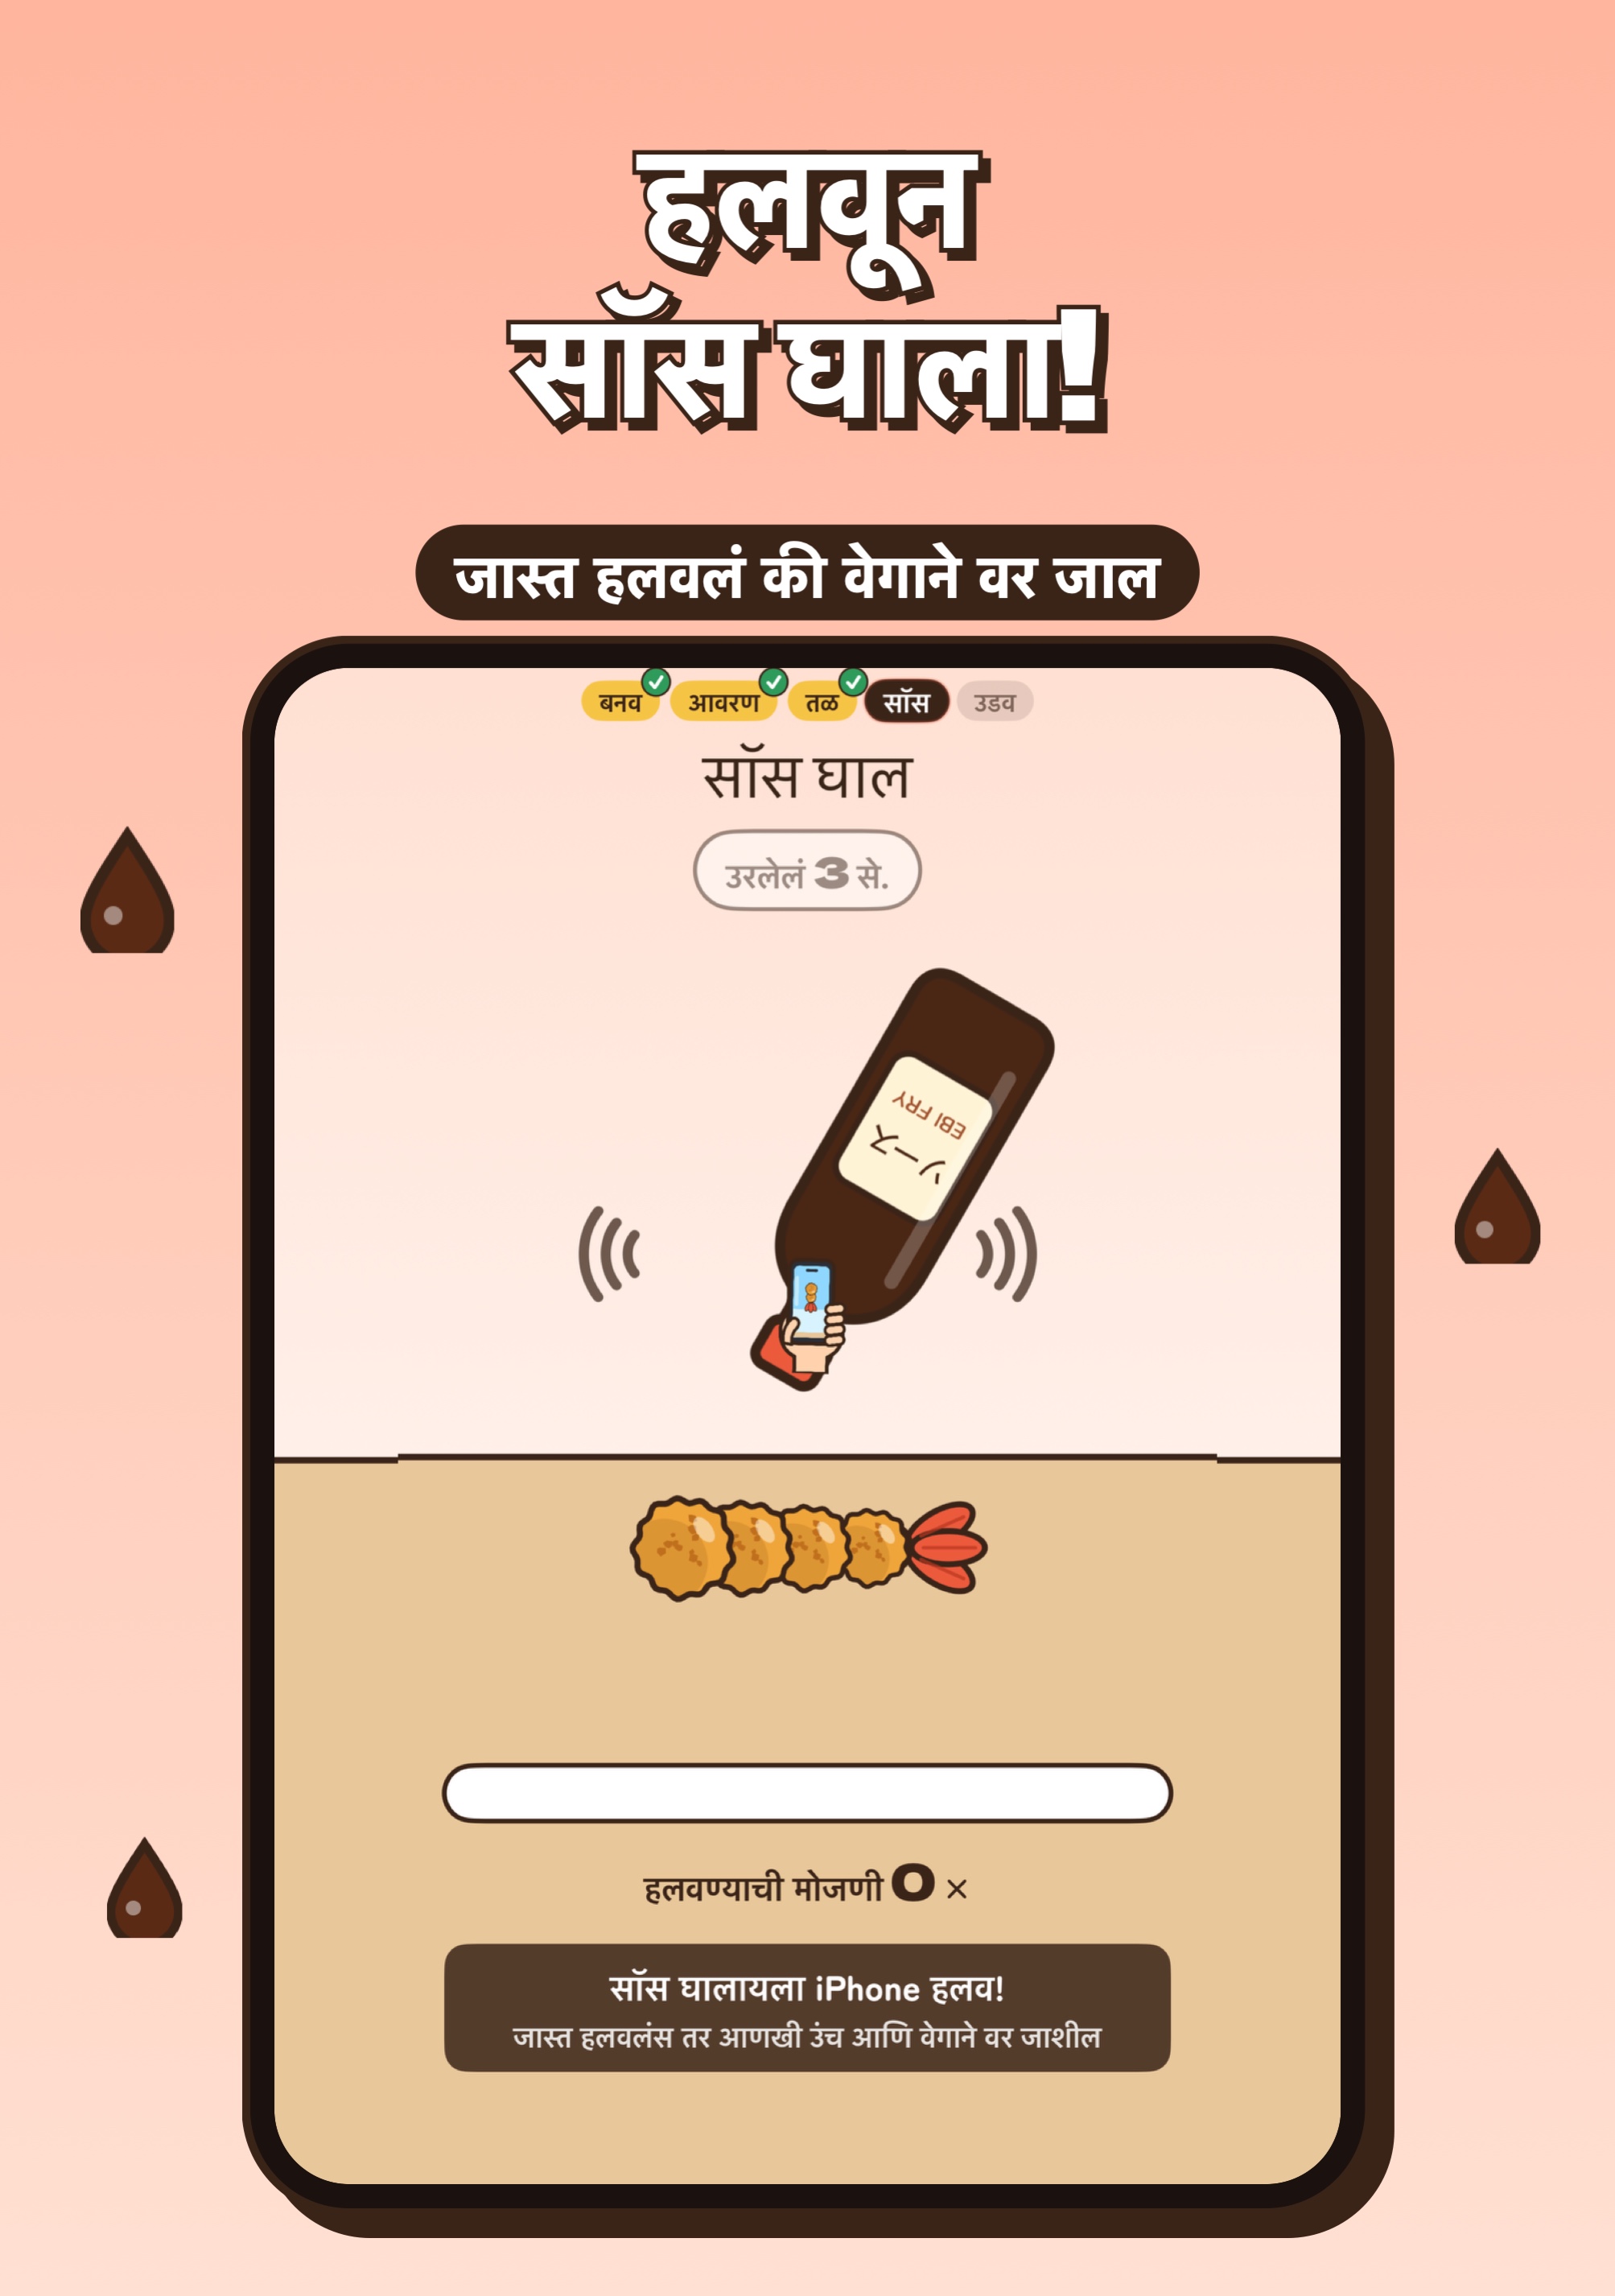 हलवून
सॉस घाला!
जास्त हलवलं की वेगाने वर जाल
बनव आवरण तळ सॉस उडव
सॉस घाल
उरलेलं 3 से.
ソース
EBI FRY
हलवण्याची मोजणी 0 ×
सॉस घालायला iPhone हलव!
जास्त हलवलंस तर आणखी उंच आणि वेगाने वर जाशील